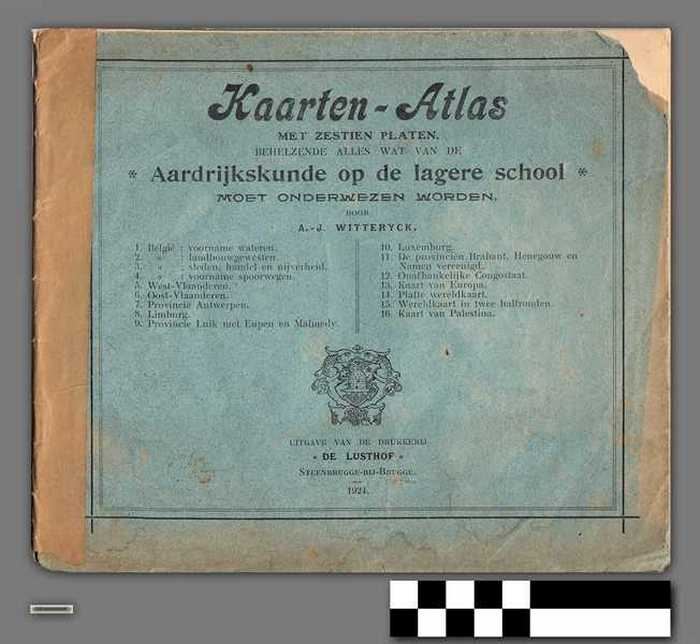 Kaarten-Atlas
MET ZESTIEN PLATEN,
BEHELZENDE ALLES WAT VAN DE
* Aardrijkskunde op de lagere school *
MOET ONDERWEZEN WORDEN,
DOOR
A.-J. WITTERYCK.
1. België : voorname wateren.
2. » : landbouwgewesten.
3. » : steden, handel en nijverheid.
4. » : voorname spoorwegen.
5. West-Vlaanderen.
6. Oost-Vlaanderen.
7. Provincie Antwerpen.
8. Limburg.
9. Provincie Luik met Eupen en Malmedy.
10. Luxemburg.
11. De provinciën Brabant, Henegouw en
Namen vereenigd.
12. Onafhankelijke Congostaat.
13. Kaart van Europa.
14. Platte wereldkaart.
15. Wereldkaart in twee halfronden.
16. Kaart van Palestina.
UITGAVE VAN DE DRUKKERIJ
« DE LUSTHOF »
STEENBRUGGE-BIJ-BRUGGE.
1921.